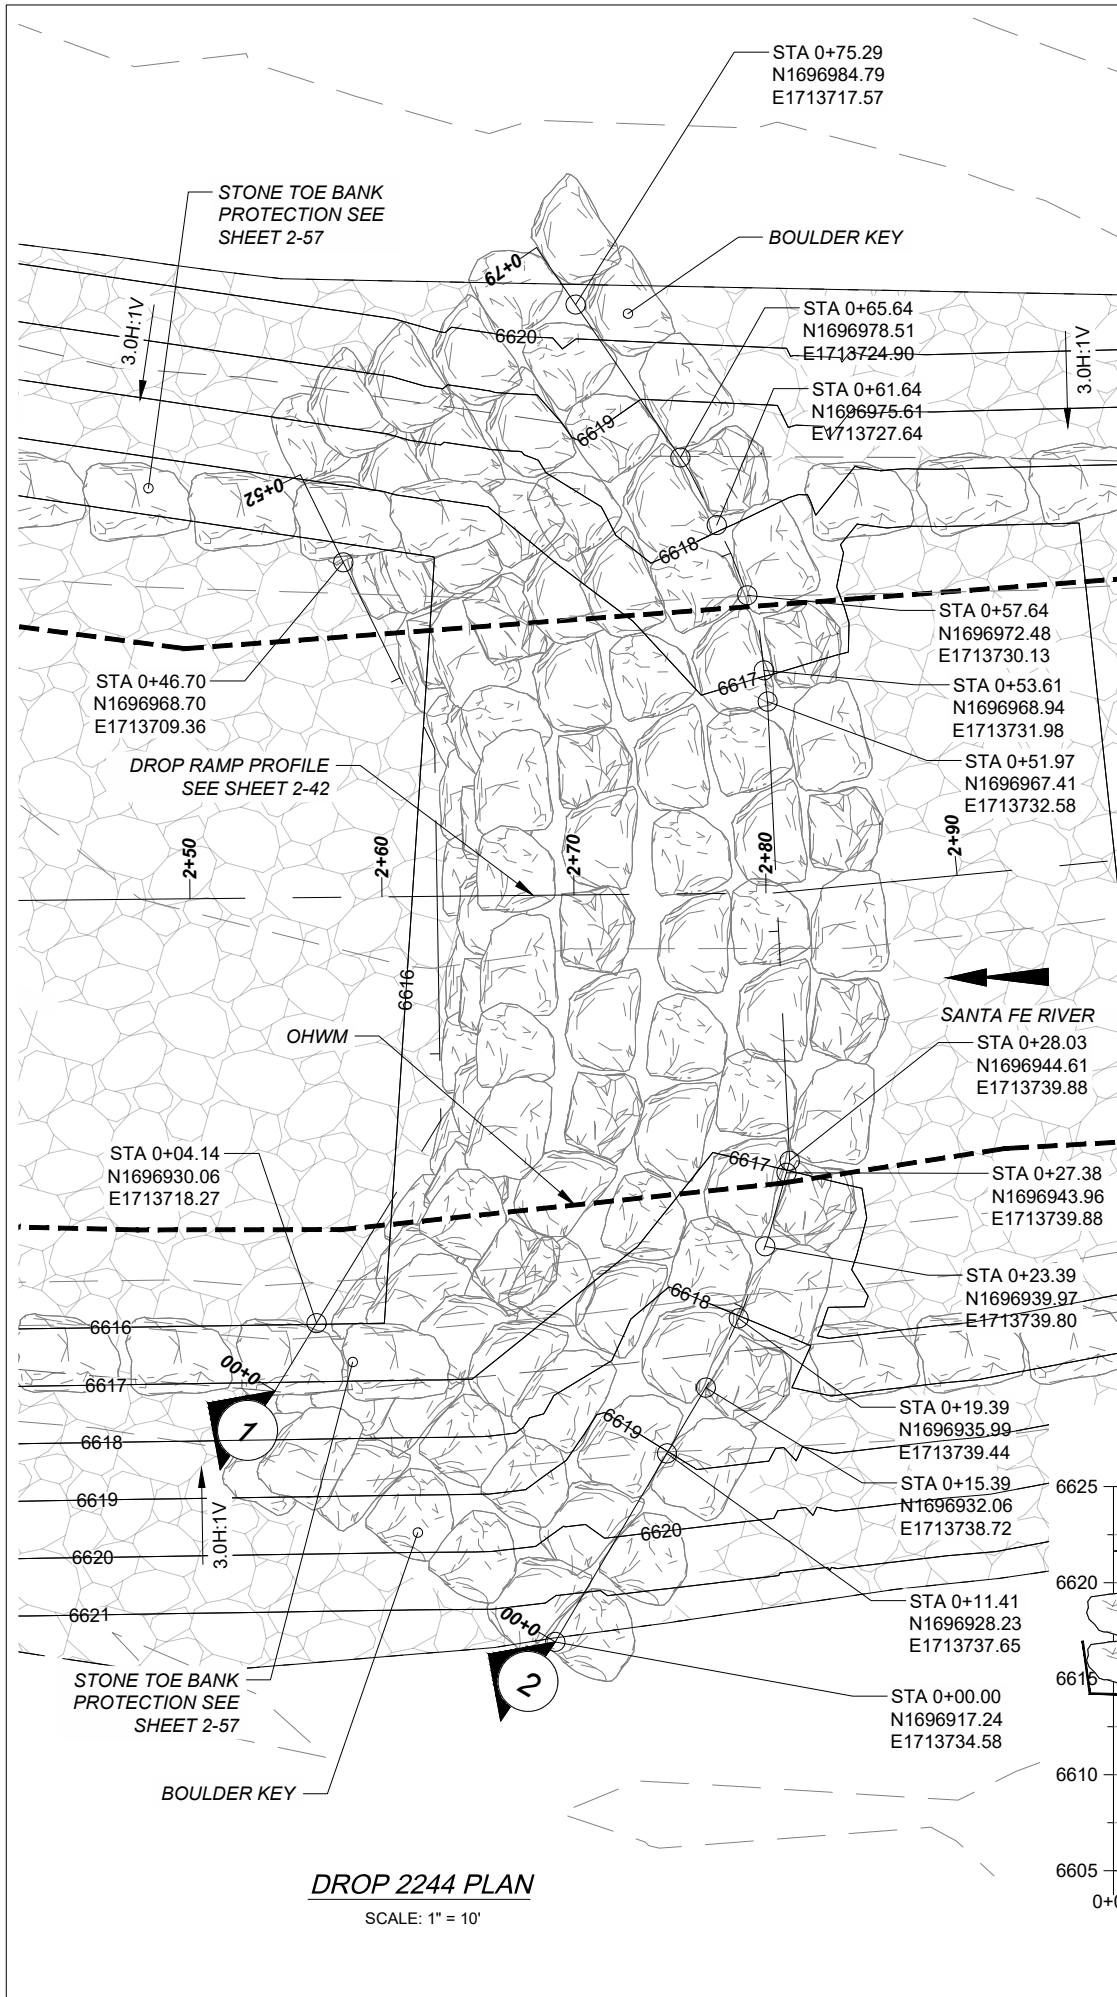 STA 0+75.29
N1696984.79
E1713717.57
STONE TOE BANK
PROTECTION SEE
SHEET 2-57
BOULDER KEY
0+79
STA 0+65.64
N1696978.51
E1713724.90
3.0H:1V
6620
3.0H:1V
STA 0+61.64
N1696975.61
E1713727.64
6619
0+52
6618
STA 0+57.64
N1696972.48
E1713730.13
STA 0+46.70
N1696968.70
E1713709.36
6617
STA 0+53.61
N1696968.94
E1713731.98
DROP RAMP PROFILE
SEE SHEET 2-42
STA 0+51.97
N1696967.41
E1713732.58
2+50
2+60
2+70
2+80
2+90
6616
SANTA FE RIVER
OHWM
STA 0+28.03
N1696944.61
E1713739.88
STA 0+04.14
N1696930.06
E1713718.27
6617
STA 0+27.38
N1696943.96
E1713739.88
STA 0+23.39
N1696939.97
E1713739.80
6618
6616
0+00
6617
1
STA 0+19.39
N1696935.99
E1713739.44
6619
6618
STA 0+15.39
N1696932.06
E1713738.72
6625
6619
3.0H:1V
6620
6620
6620
6621
STA 0+11.41
N1696928.23
E1713737.65
0+00
2
STONE TOE BANK
PROTECTION SEE
SHEET 2-57
6615
STA 0+00.00
N1696917.24
E1713734.58
6610
BOULDER KEY
6605
DROP 2244 PLAN
SCALE: 1" = 10'